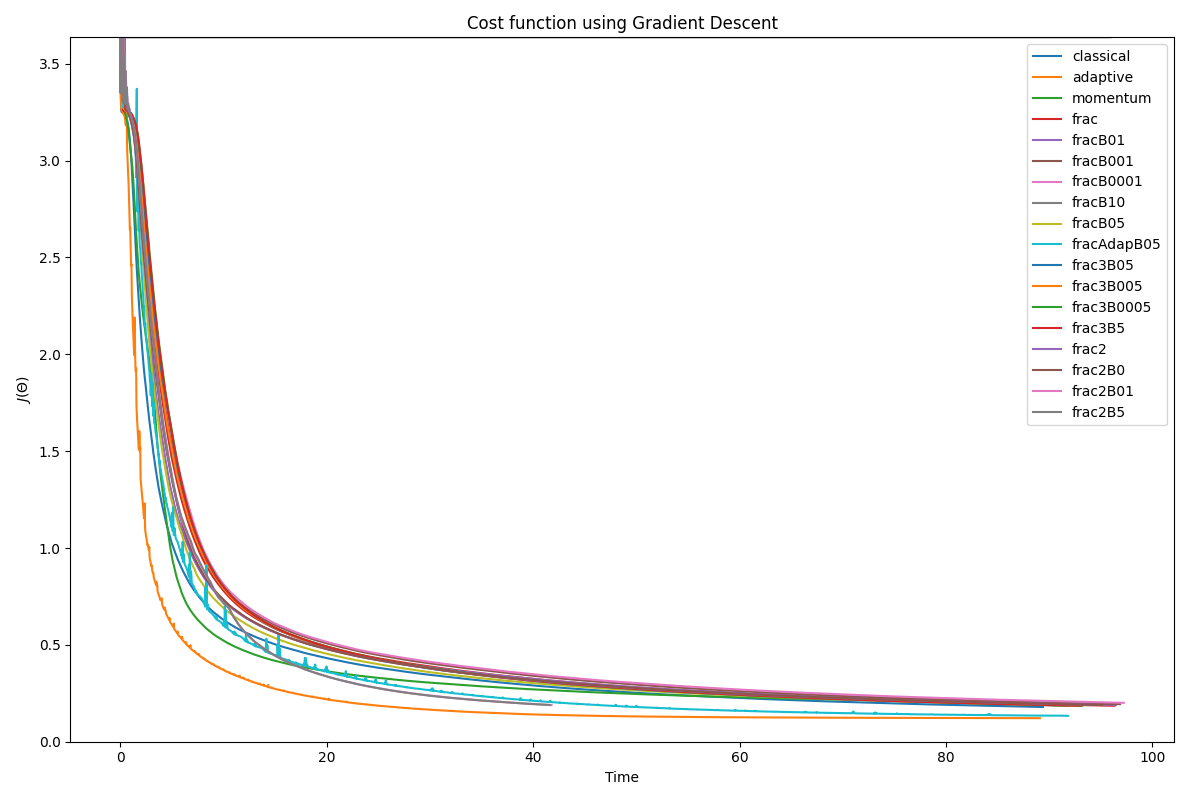 Cost function using Gradient Descent
J(Θ)
3.5
3.0
2.5
2.0
1.5
1.0
0.5
0.0
0
20
40
60
80
100
Time
classical
adaptive
momentum
frac
fracB01
fracB001
fracB0001
fracB10
fracB05
fracAdapB05
frac3B05
frac3B005
frac3B0005
frac3B5
frac2
frac2B0
frac2B01
frac2B5